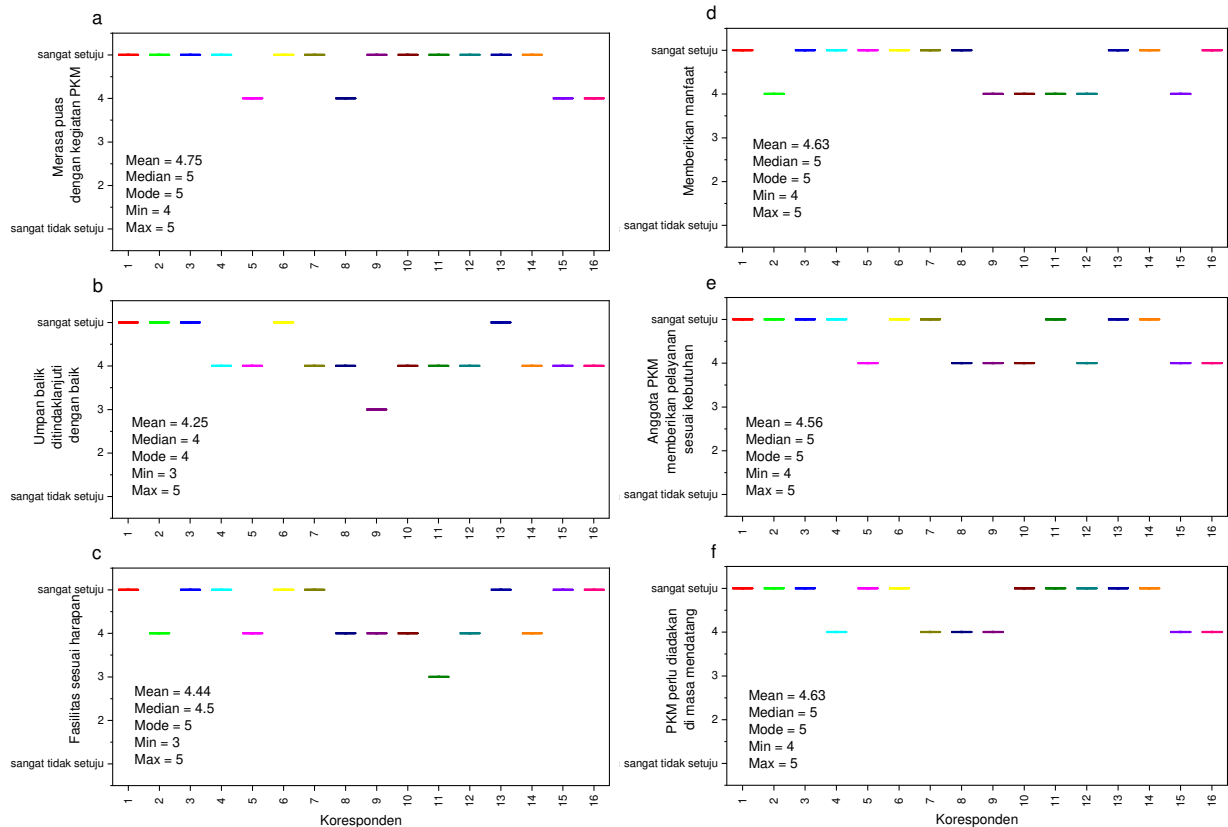 a
sangat setuju
4
3
2
sangat tidak setuju
Merasa puas
dengan kegiatan PKM
Mean = 4.75
Median = 5
Mode = 5
Min = 4
Max = 5
1 2 3 4 5 6 7 8 9 10 11 12 13 14 15 16
b
sangat setuju
4
3
2
sangat tidak setuju
Umpan balik
ditindaklanjuti
dengan baik
Mean = 4.25
Median = 4
Mode = 4
Min = 3
Max = 5
1 2 3 4 5 6 7 8 9 10 11 12 13 14 15 16
c
sangat setuju
4
3
2
sangat tidak setuju
Fasilitas sesuai harapan
Mean = 4.44
Median = 4.5
Mode = 5
Min = 3
Max = 5
1 2 3 4 5 6 7 8 9 10 11 12 13 14 15 16
Koresponden
d
sangat setuju
4
3
2
sangat tidak setuju
Memberikan manfaat
Mean = 4.63
Median = 5
Mode = 5
Min = 4
Max = 5
1 2 3 4 5 6 7 8 9 10 11 12 13 14 15 16
e
sangat setuju
4
3
2
sangat tidak setuju
Anggota PKM
memberikan pelayanan
sesuai kebutuhan
Mean = 4.56
Median = 5
Mode = 5
Min = 4
Max = 5
1 2 3 4 5 6 7 8 9 10 11 12 13 14 15 16
f
sangat setuju
4
3
2
sangat tidak setuju
PKM perlu diadakan
di masa mendatang
Mean = 4.63
Median = 5
Mode = 5
Min = 4
Max = 5
1 2 3 4 5 6 7 8 9 10 11 12 13 14 15 16
Koresponden